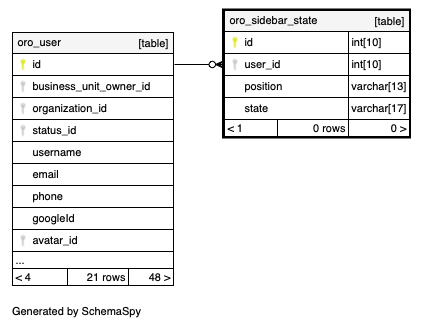 oro_user [table]
id
business_unit_owner_id
organization_id
status_id
username
email
phone
googleId
avatar_id
...
< 4 21 rows 48 >
oro_sidebar_state [table]
id int[10]
user_id int[10]
position varchar[13]
state varchar[17]
< 1 0 rows 0 >
Generated by SchemaSpy